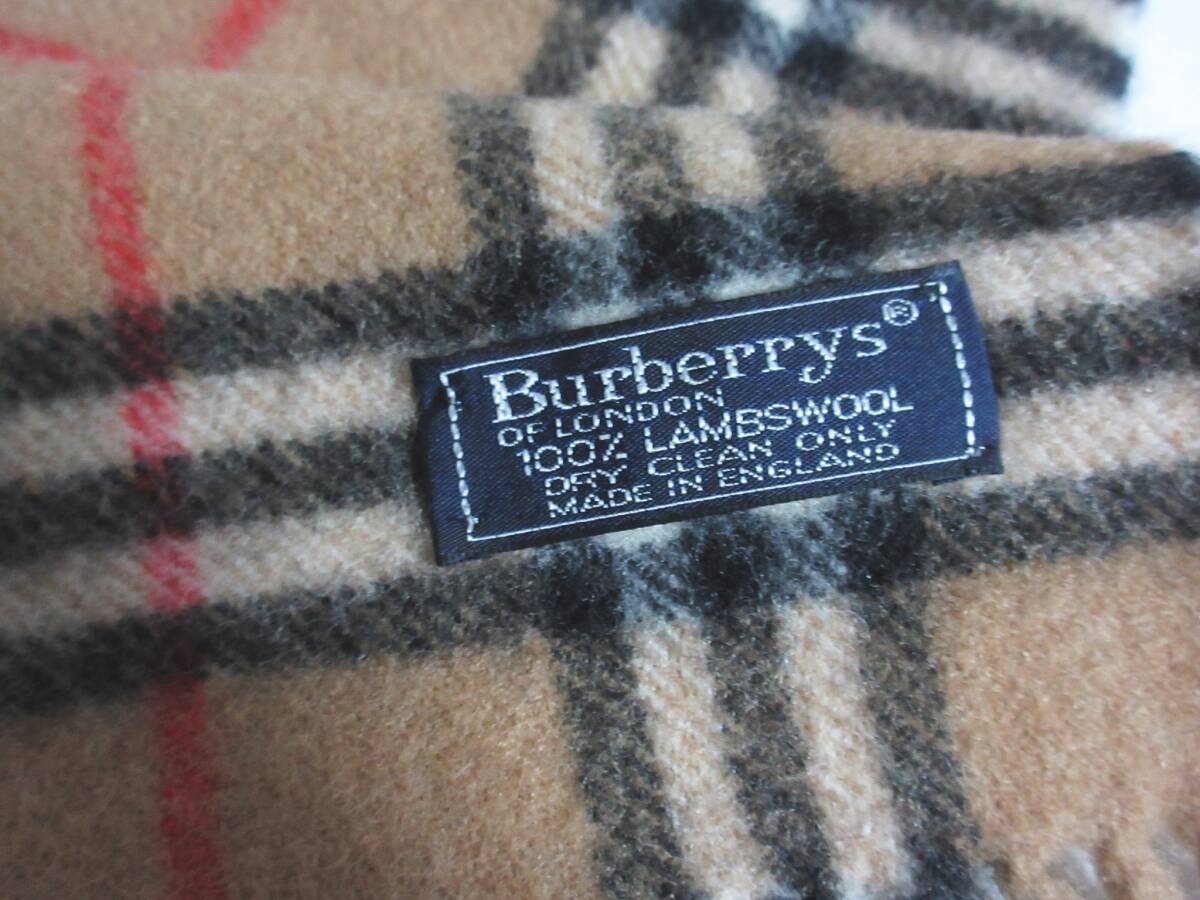 Burberrys®
OF LONDON
100% LAMBSWOOL
DRY CLEAN ONLY
MADE IN ENGLAND